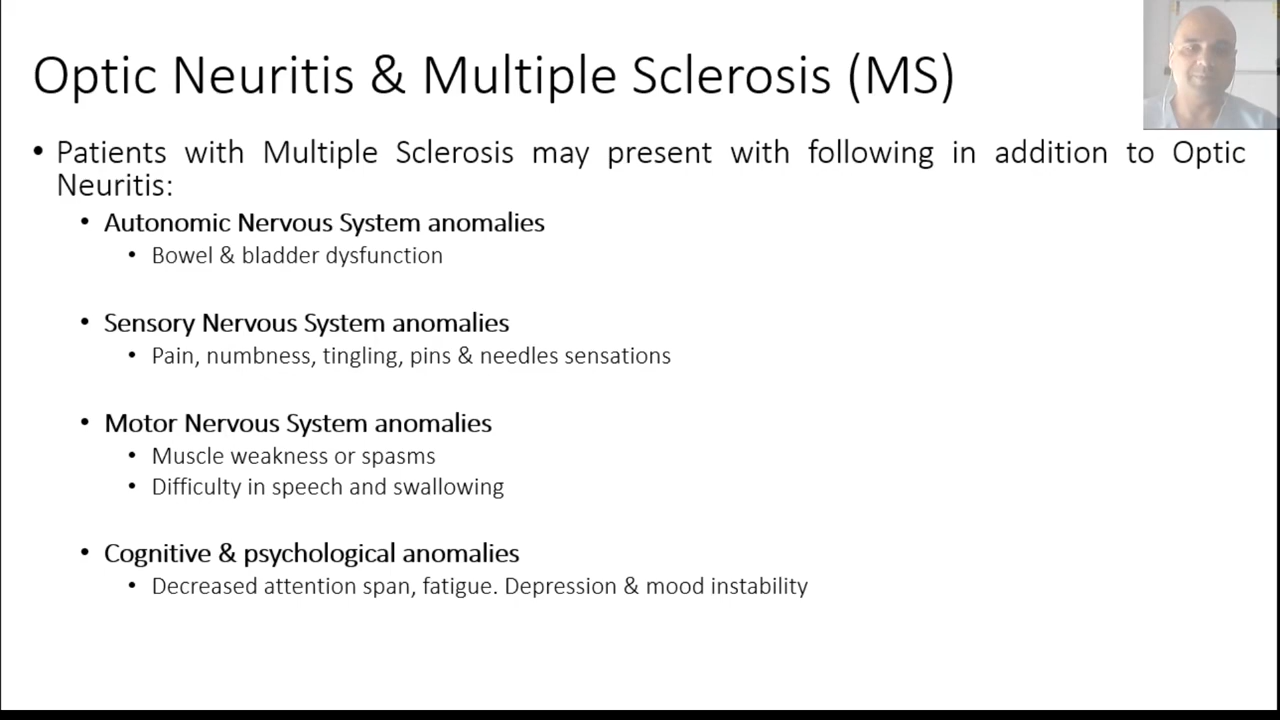 Optic Neuritis & Multiple Sclerosis (MS)
• Patients with Multiple Sclerosis may present with following in addition to Optic
Neuritis:
• Autonomic Nervous System anomalies
• Bowel & bladder dysfunction
• Sensory Nervous System anomalies
• Pain, numbness, tingling, pins & needles sensations
• Motor Nervous System anomalies
• Muscle weakness or spasms
• Difficulty in speech and swallowing
• Cognitive & psychological anomalies
• Decreased attention span, fatigue. Depression & mood instability